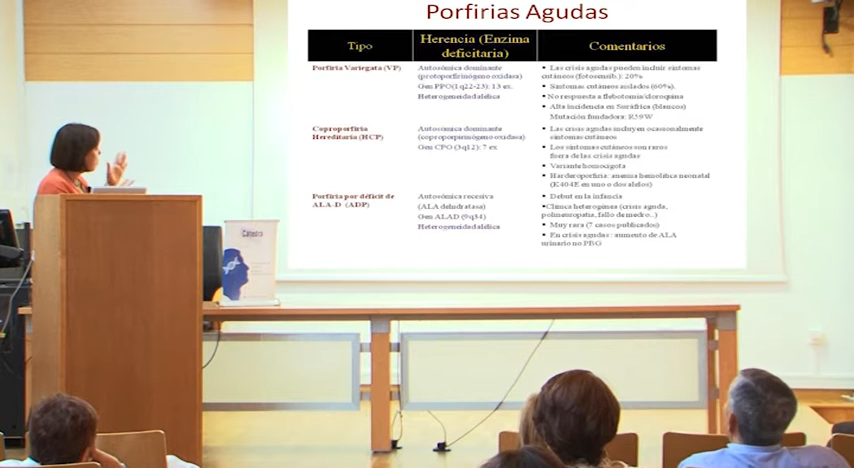 Porfirias Agudas
Tipo
Herencia (Enzima
deficitaria)
Comentarios
Porfiria Variegata (VP)
Autosómica dominante
(protoporfirinógeno oxidasa)
Gen PPO(1q22-23): 13 ex.
Heterogeneidad alélica
• Las crisis agudas pueden incluir síntomas
cutáneos (fotosensib.): 20%
• Síntomas cutáneos aislados (60%).
• No respuesta a flebotomía/cloroquina
• Alta incidencia en Suráfrica (blancos)
Mutación fundadora: R59W
Coproporfiria
Hereditaria (HCP)
Autosómica dominante
(coproporpirinógeno oxidasa)
Gen CPO (3q12): 7 ex
• Las crisis agudas incluyen ocasionalmente
síntomas cutáneos
• Los síntomas cutáneos son raros
fuera de las crisis agudas
• Variante homocigota
• Harderoporfiria: anemia hemolítica neonatal
(K404E en uno o dos alelos)
Porfiria por déficit de
ALA-D (ADP)
Autosómica recesiva
(ALA dehidratasa)
Gen ALAD (9q34)
Heterogeneidad alélica
• Debut en la infancia
•Clínica heterogénea (crisis aguda,
polineuropatía, fallo de medro..)
• Muy rara (7 casos publicados)
• En crisis agudas : aumento de ALA
urinario no PBG
Cátedra